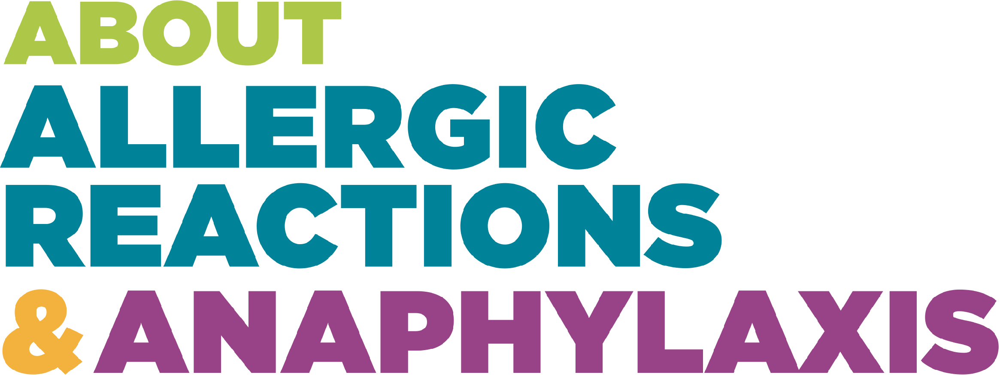 ABOUT
ALLERGIC
REACTIONS
& ANAPHYLAXIS